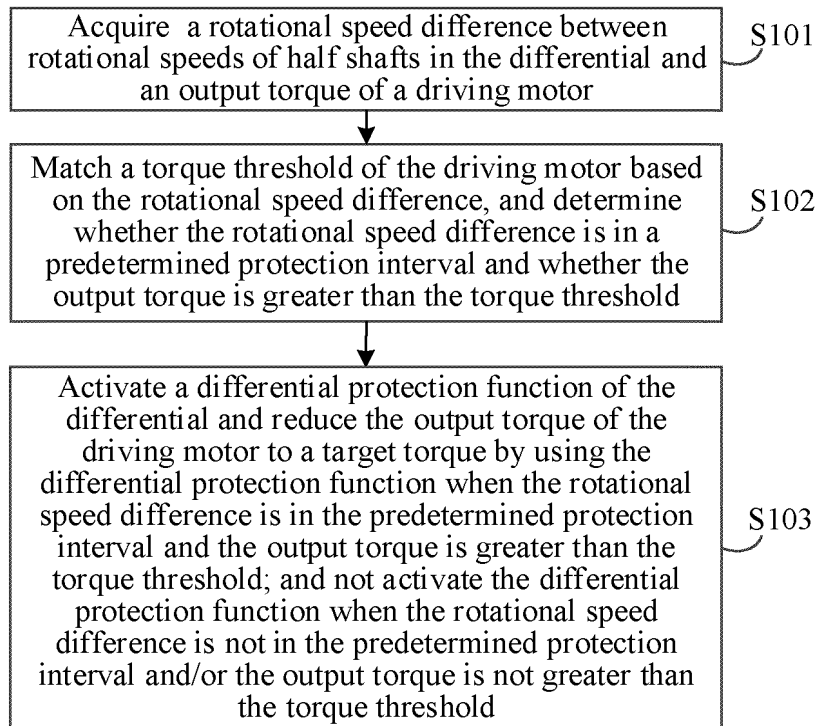 Acquire a rotational speed difference between
rotational speeds of half shafts in the differential and
an output torque of a driving motor
S101
Match a torque threshold of the driving motor based
on the rotational speed difference, and determine
whether the rotational speed difference is in a
predetermined protection interval and whether the
output torque is greater than the torque threshold
S102
Activate a differential protection function of the
differential and reduce the output torque of the
driving motor to a target torque by using the
differential protection function when the rotational
speed difference is in the predetermined protection
interval and the output torque is greater than the
torque threshold; and not activate the differential
protection function when the rotational speed
difference is not in the predetermined protection
interval and/or the output torque is not greater than
the torque threshold
S103